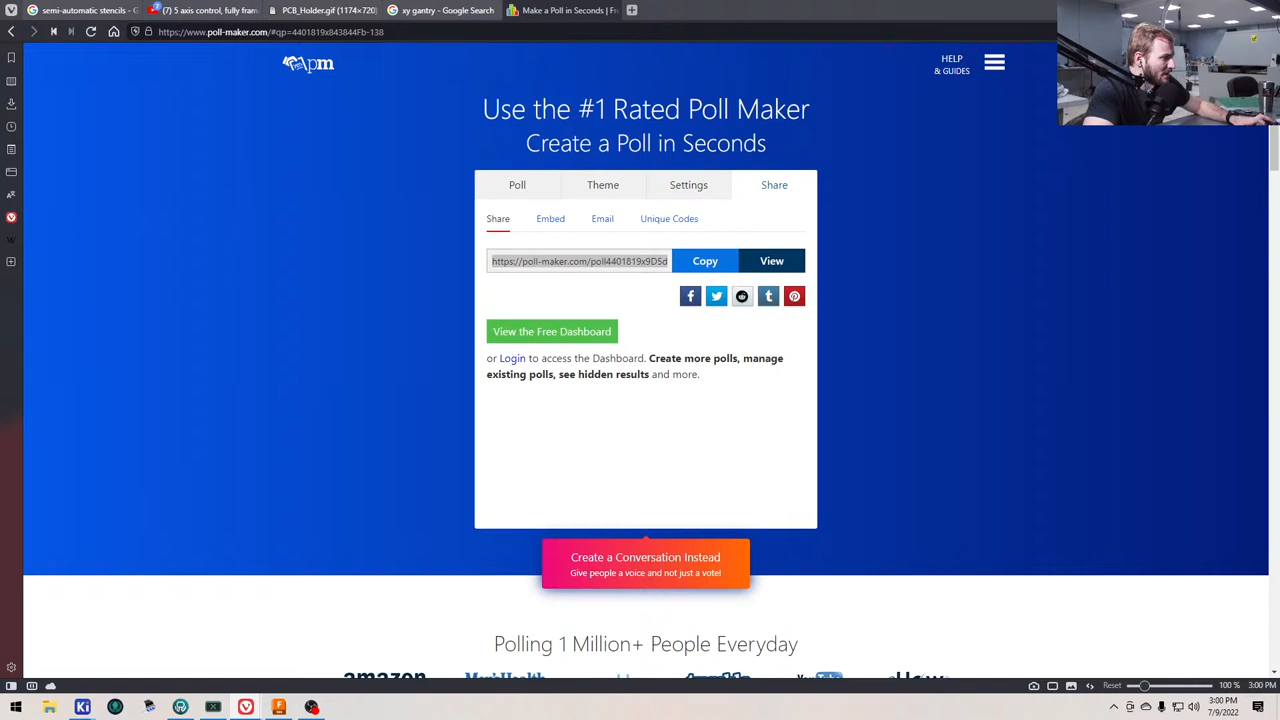 semi-automatic stencils - G
7
(7) 5 axis control, fully fram
PCB_Holder.gif (1174×720)
xy gantry - Google Search
Make a Poll in Seconds | F
https://www.poll-maker.com/#qp=4401819x843844Fb-138
pm
HELP
& GUIDES
Use the #1 Rated Poll Maker
Create a Poll in Seconds
Poll
Theme
Settings
Share
Share
Embed
Email
Unique Codes
https://poll-maker.com/poll4401819x9D5d
Copy
View
View the Free Dashboard
or Login to access the Dashboard. Create more polls, manage
existing polls, see hidden results and more.
Create a Conversation Instead
Give people a voice and not just a vote!
Polling 1 Million+ People Everyday
amazon
Men'sHealth
eHow
Reset
100 %
3:00 PM
3:00 PM
7/9/2022